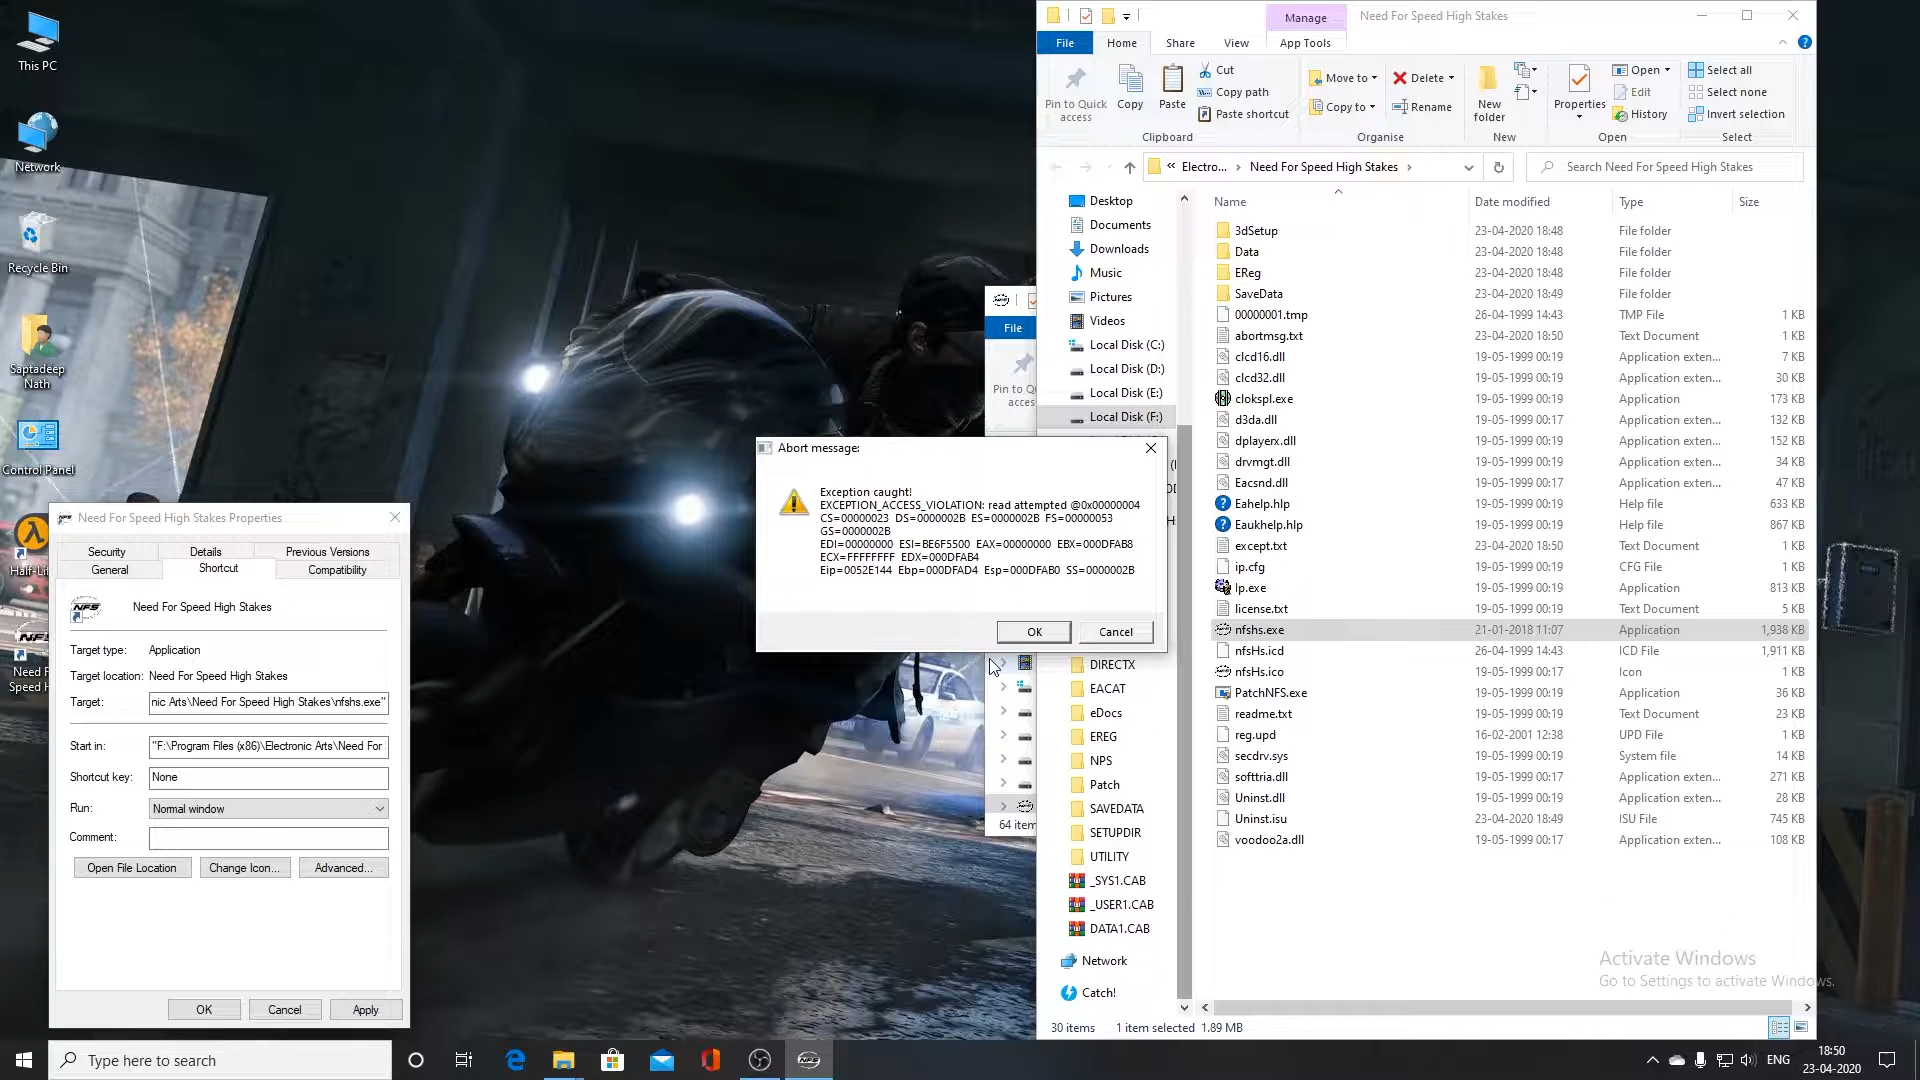 This PC
Network
Recycle Bin
Saptadeep
Nath
Control Panel
Half-Li
Need
Speed H
Need For Speed High Stakes Properties
Security
Details
Previous Versions
General
Shortcut
Compatibility
Need For Speed High Stakes
Target type:
Application
Target location:
Need For Speed High Stakes
Target:
nic Arts\Need For Speed High Stakes\nfshs.exe"
Start in:
"F:\Program Files (x86)\Electronic Arts\Need For
Shortcut key:
None
Run:
Normal window
Comment:
Open File Location
Change Icon...
Advanced...
OK
Cancel
Apply
File
Pin to Qu
acces
64 item
Abort message:
Exception caught!
EXCEPTION_ACCESS_VIOLATION: read attempted @0x00000004
CS=00000023 DS=0000002B ES=0000002B FS=00000053
GS=0000002B
EDI=00000000 ESI=BE6F5500 EAX=00000000 EBX=000DFAB8
ECX=FFFFFFFF EDX=000DFAB4
Eip=0052E144 Ebp=000DFAD4 Esp=000DFAB0 SS=0000002B
OK
Cancel
Manage
Need For Speed High Stakes
File
Home
Share
View
App Tools
Pin to Quick
access
Copy
Paste
Cut
Copy path
Paste shortcut
Clipboard
Move to
Copy to
Delete
Rename
Organise
New
folder
New
Properties
Open
Edit
History
Open
Select all
Select none
Invert selection
Select
« Electro... > Need For Speed High Stakes >
Search Need For Speed High Stakes
Desktop
Documents
Downloads
Music
Pictures
Videos
Local Disk (C:)
Local Disk (D:)
Local Disk (E:)
Local Disk (F:)
DIRECTX
EACAT
eDocs
EREG
NPS
Patch
SAVEDATA
SETUPDIR
UTILITY
_SYS1.CAB
_USER1.CAB
DATA1.CAB
Network
Catch!
Name Date modified Type Size
3dSetup 23-04-2020 18:48 File folder
Data 23-04-2020 18:48 File folder
EReg 23-04-2020 18:48 File folder
SaveData 23-04-2020 18:49 File folder
00000001.tmp 26-04-1999 14:43 TMP File 1 KB
abortmsg.txt 23-04-2020 18:50 Text Document 1 KB
clcd16.dll 19-05-1999 00:19 Application exten... 7 KB
clcd32.dll 19-05-1999 00:19 Application exten... 30 KB
clokspl.exe 19-05-1999 00:19 Application 173 KB
d3da.dll 19-05-1999 00:17 Application exten... 132 KB
dplayerx.dll 19-05-1999 00:19 Application exten... 152 KB
drvmgt.dll 19-05-1999 00:19 Application exten... 34 KB
Eacsnd.dll 19-05-1999 00:17 Application exten... 47 KB
Eahelp.hlp 19-05-1999 00:19 Help file 633 KB
Eaukhelp.hlp 19-05-1999 00:19 Help file 867 KB
except.txt 23-04-2020 18:50 Text Document 1 KB
ip.cfg 19-05-1999 00:19 CFG File 1 KB
lp.exe 19-05-1999 00:19 Application 813 KB
license.txt 19-05-1999 00:19 Text Document 5 KB
nfshs.exe 21-01-2018 11:07 Application 1,938 KB
nfsHs.icd 26-04-1999 14:43 ICD File 1,911 KB
nfsHs.ico 19-05-1999 00:17 Icon 1 KB
PatchNFS.exe 19-05-1999 00:19 Application 36 KB
readme.txt 19-05-1999 00:17 Text Document 23 KB
reg.upd 16-02-2001 12:38 UPD File 1 KB
secdrv.sys 19-05-1999 00:19 System file 14 KB
softtria.dll 19-05-1999 00:17 Application exten... 271 KB
Uninst.dll 19-05-1999 00:19 Application exten... 28 KB
Uninst.isu 23-04-2020 18:49 ISU File 745 KB
voodoo2a.dll 19-05-1999 00:17 Application exten... 108 KB
Activate Windows
Go to Settings to activate Windows.
30 items 1 item selected 1.89 MB
Type here to search
ENG
18:50
23-04-2020